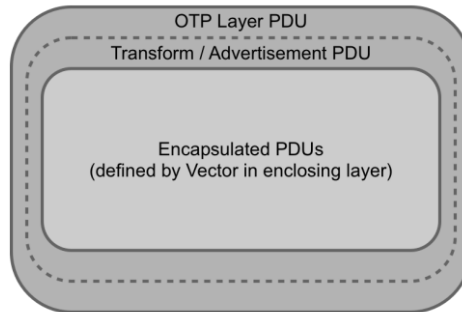 OTP Layer PDU
Transform / Advertisement PDU
Encapsulated PDUs
(defined by Vector in enclosing layer)